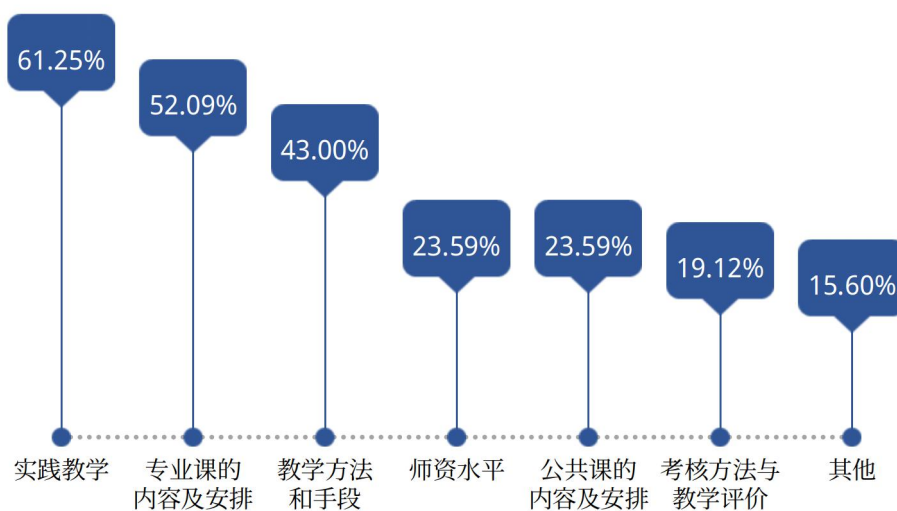 61.25%
52.09%
43.00%
23.59%
23.59%
19.12%
15.60%
实践教学
专业课的
内容及安排
教学方法
和手段
师资水平
公共课的
内容及安排
考核方法与
教学评价
其他